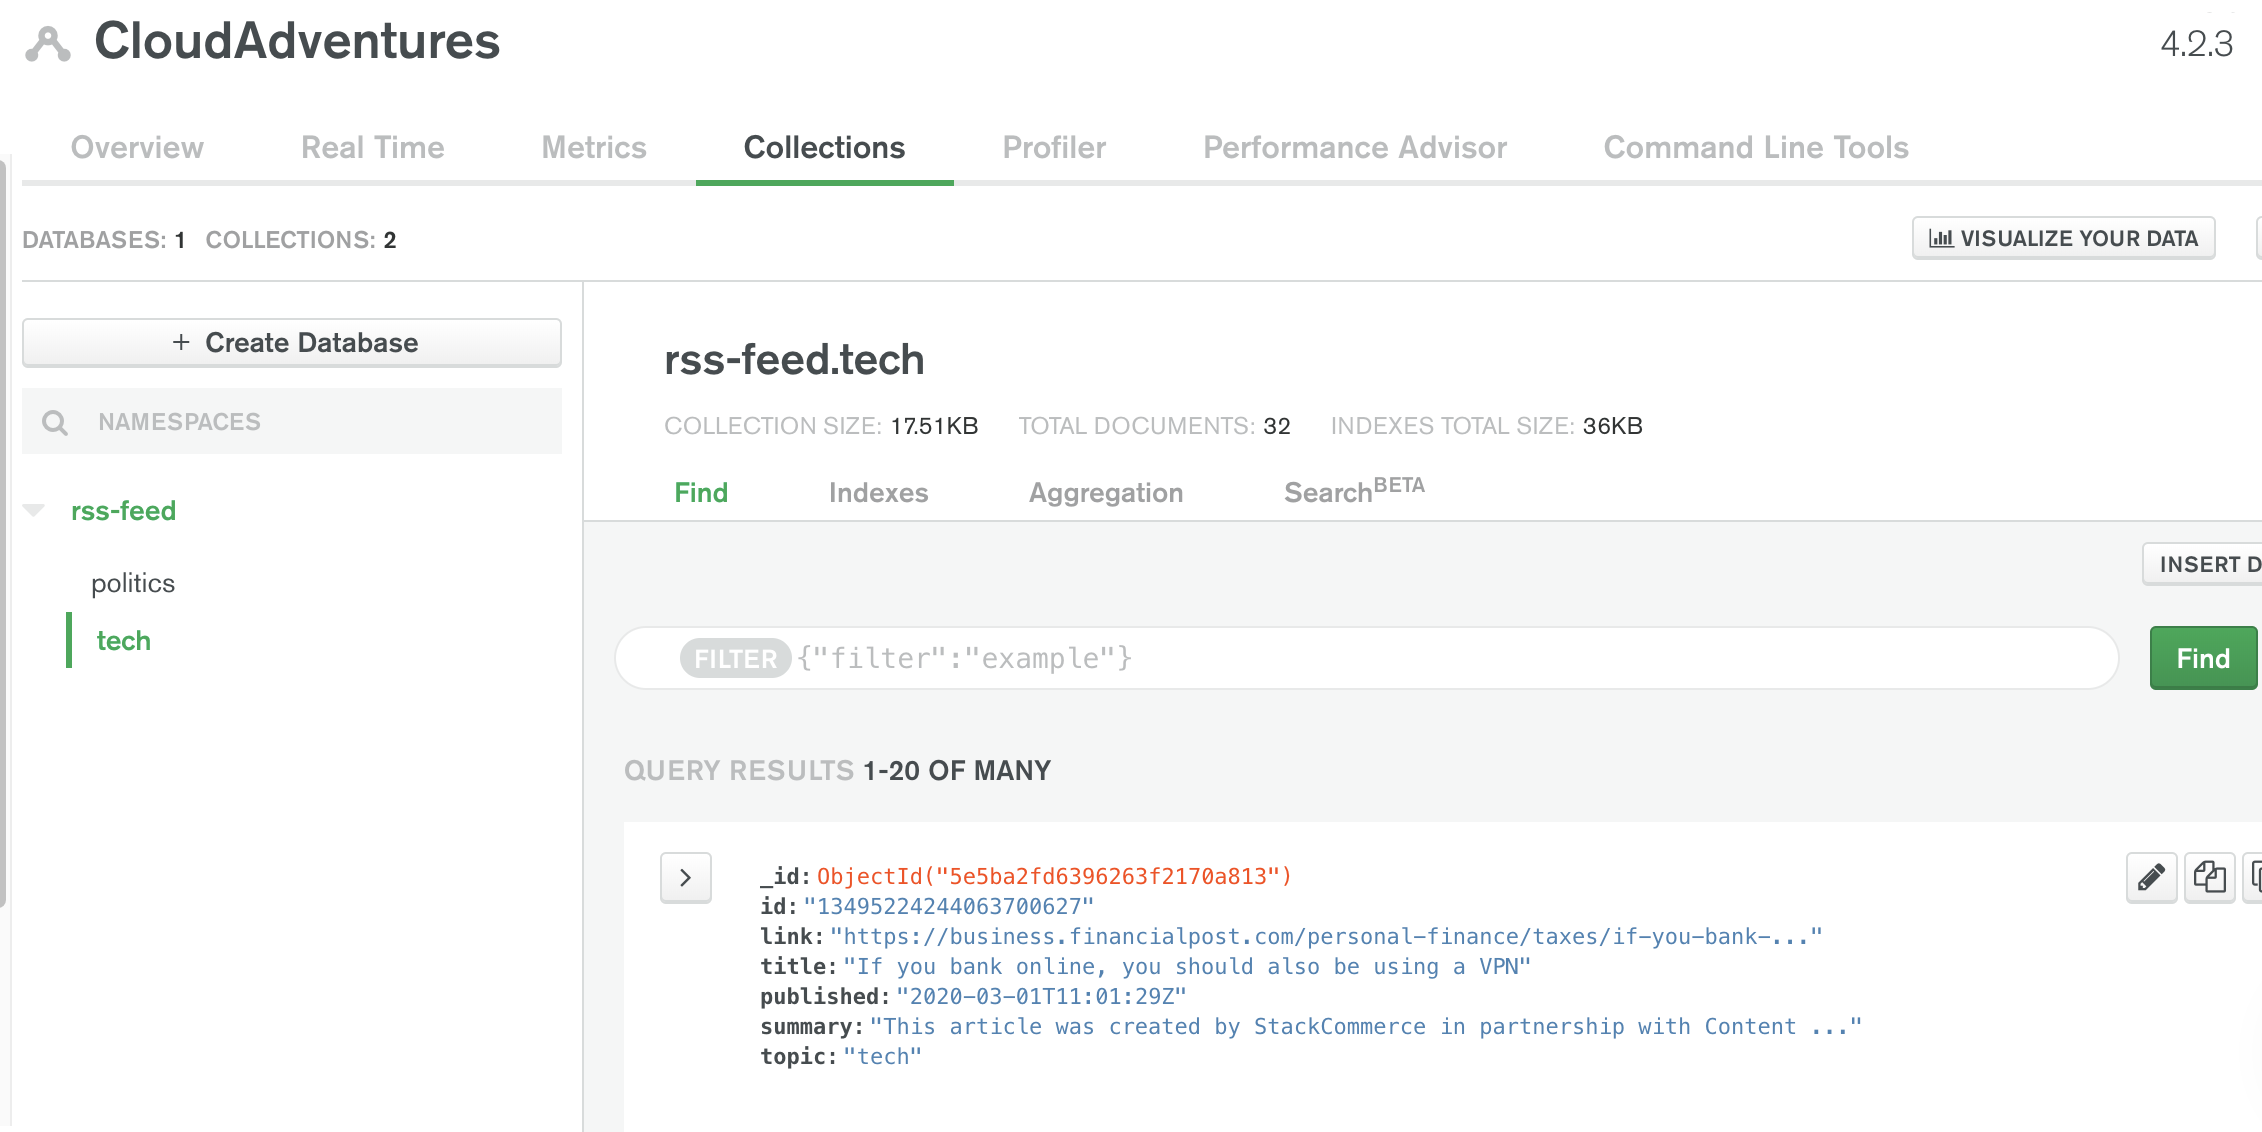 CloudAdventures
4.2.3
Overview Real Time Metrics Collections Profiler Performance Advisor Command Line Tools
DATABASES: 1 COLLECTIONS: 2
VISUALIZE YOUR DATA
+ Create Database
NAMESPACES
rss-feed
politics
tech
rss-feed.tech
COLLECTION SIZE: 17.51KB TOTAL DOCUMENTS: 32 INDEXES TOTAL SIZE: 36KB
Find Indexes Aggregation Search BETA
INSERT D
FILTER {"filter":"example"}
Find
QUERY RESULTS 1-20 OF MANY
_id: ObjectId("5e5ba2fd6396263f2170a813")
id: "13495224244063700627"
link: "https://business.financialpost.com/personal-finance/taxes/if-you-bank-..."
title: "If you bank online, you should also be using a VPN"
published: "2020-03-01T11:01:29Z"
summary: "This article was created by StackCommerce in partnership with Content ..."
topic: "tech"